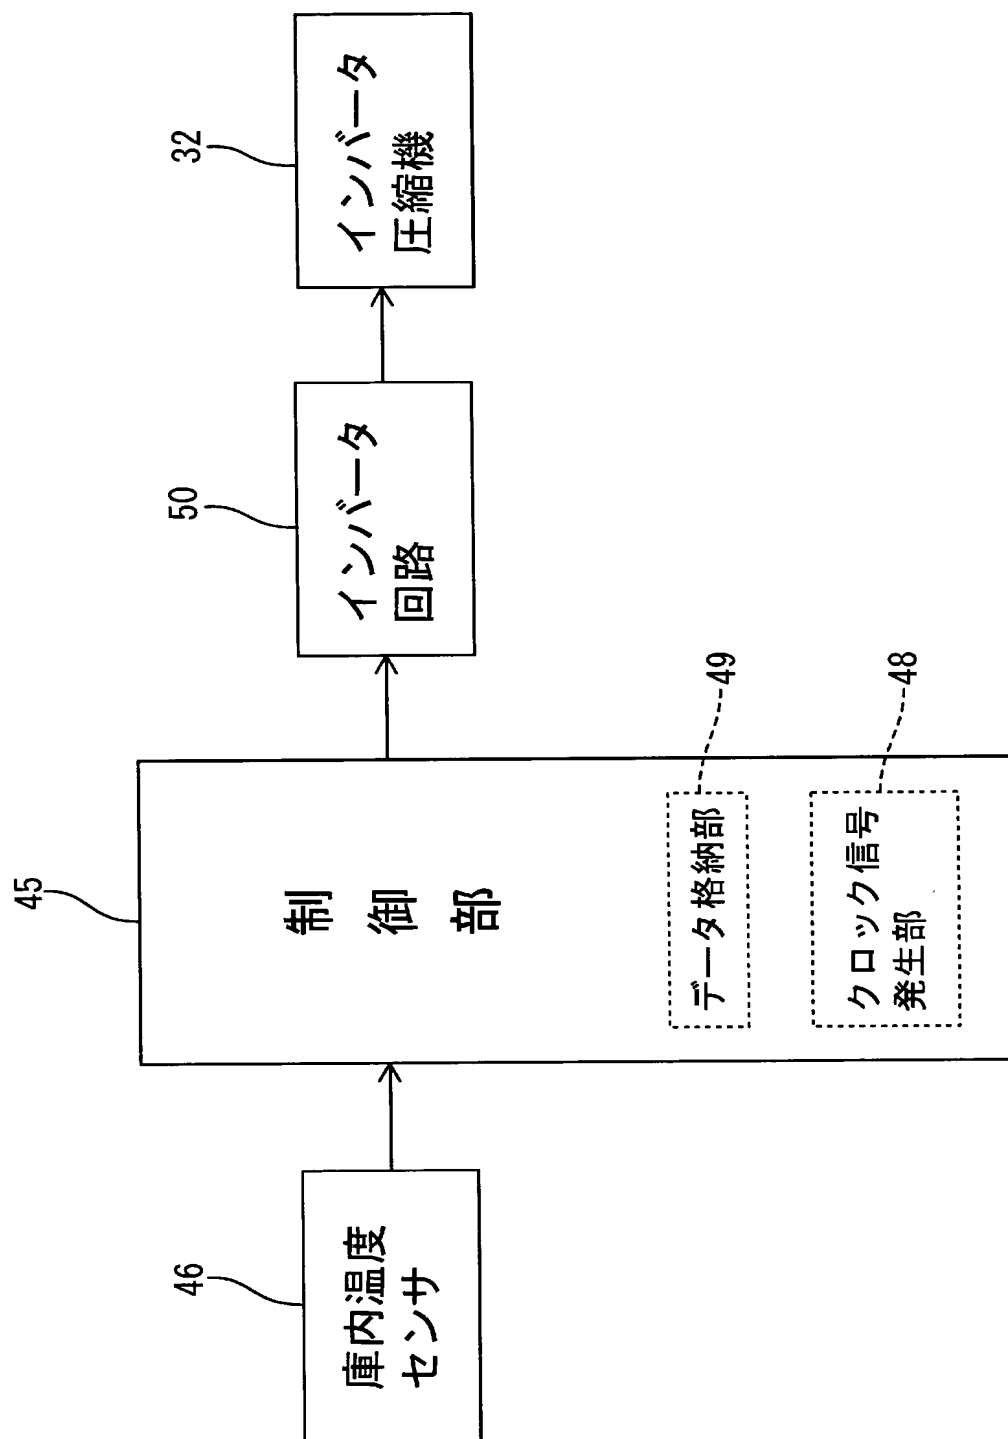 46
庫内温度
センサ
45
制
御
部
データ格納部
49
クロック信号
発生部
48
50
インバータ
回路
32
インバータ
圧縮機